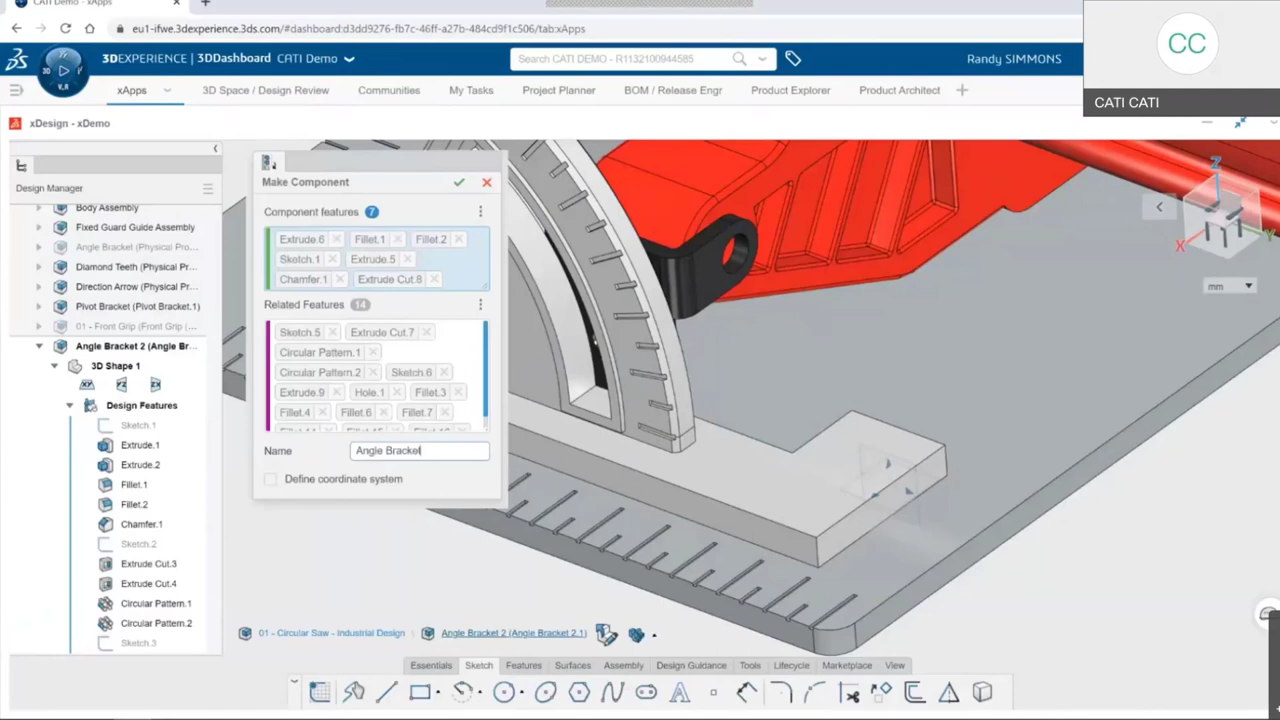 CATI Demo - xApps
eu1-ifwe.3dexperience.3ds.com/#dashboard:d3dd9276-fb7c-46ff-a27b-484cd9f1c506/tab:xApps
CC
CATI CATI
3DEXPERIENCE | 3DDashboard CATI Demo
Search CATI DEMO - R1132100944585
Randy SIMMONS
3D
V.R
xApps
3D Space / Design Review
Communities
My Tasks
Project Planner
BOM / Release Engr
Product Explorer
Product Architect
xDesign - xDemo
Design Manager
Body Assembly
Fixed Guard Guide Assembly
Angle Bracket (Physical Pro...
Diamond Teeth (Physical Pr...
Direction Arrow (Physical P...
Pivot Bracket (Pivot Bracket.1)
01 - Front Grip (Front Grip (...
Angle Bracket 2 (Angle Br...
3D Shape 1
XY
YZ
ZX
Design Features
Sketch.1
Extrude.1
Extrude.2
Fillet.1
Fillet.2
Chamfer.1
Sketch.2
Extrude Cut.3
Extrude Cut.4
Circular Pattern.1
Circular Pattern.2
Sketch.3
Make Component
Component features 7
Extrude.6 Fillet.1 Fillet.2
Sketch.1 Extrude.5
Chamfer.1 Extrude Cut.8
Related Features 14
Sketch.5 Extrude Cut.7
Circular Pattern.1
Circular Pattern.2 Sketch.6
Extrude.9 Hole.1 Fillet.3
Fillet.4 Fillet.6 Fillet.7
Name Angle Bracket
Define coordinate system
Z
X
Y
mm
01 - Circular Saw - Industrial Design
Angle Bracket 2 (Angle Bracket 2.1)
Essentials
Sketch
Features
Surfaces
Assembly
Design Guidance
Tools
Lifecycle
Marketplace
View